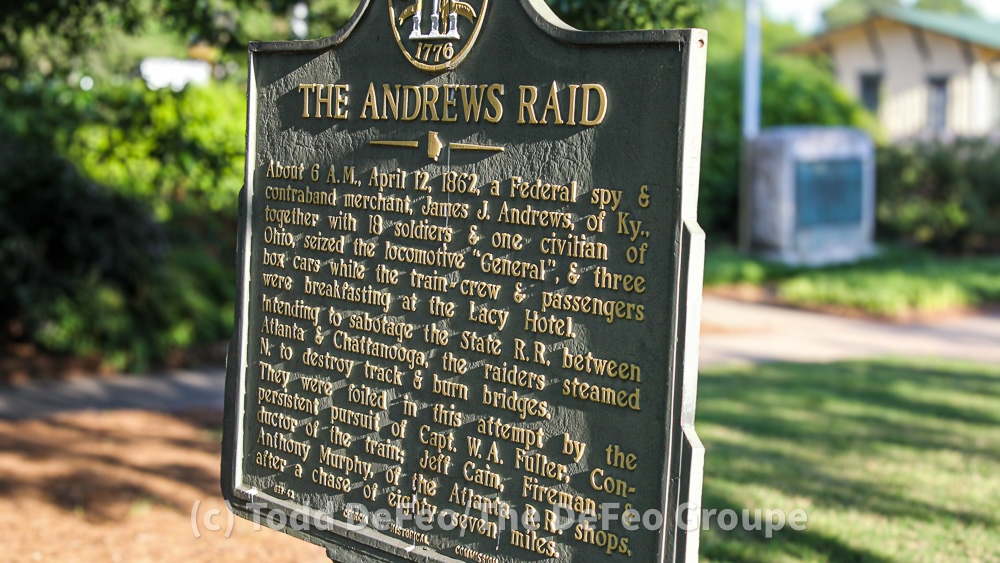 1776
THE ANDREWS RAID
About 6 A.M., April 12, 1862, a Federal spy &
contraband merchant, James J. Andrews, of Ky.,
together with 18 soldiers & one civilian of
Ohio, seized the locomotive "General", & three
box cars while the train crew & passengers
were breakfasting at the Lacy Hotel.
Intending to sabotage the State R.R. between
Atlanta & Chattanooga, the raiders steamed
N. to destroy track & burn bridges.
They were foiled in this attempt by the
persistent pursuit of Capt. W. A. Fuller, Con-
ductor of the train; Jeff Cain, Fireman; &
Anthony Murphy, of the Atlanta R.R. shops,
after a chase of eighty-seven miles.
HISTORICAL COMMISSION
(c) Todd DeFeo/The DeFeo Groupe